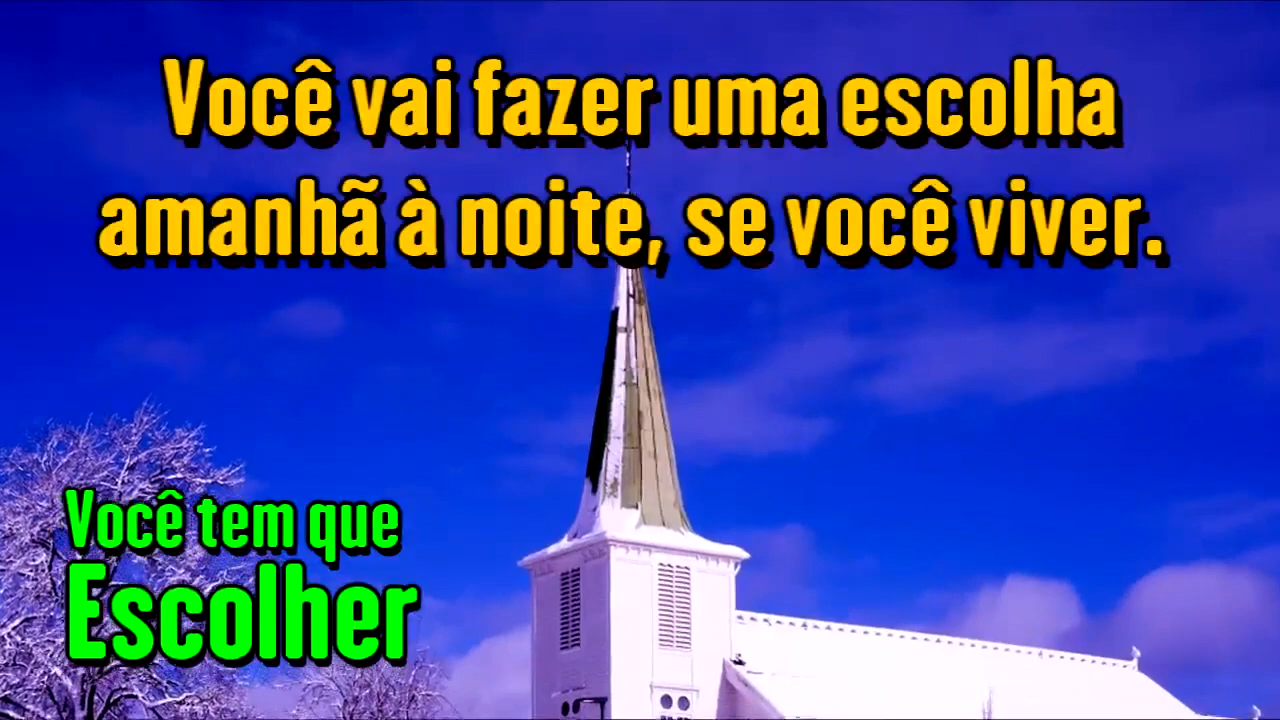 Você vai fazer uma escolha
amanhã à noite, se você viver.
Você tem que
Escolher